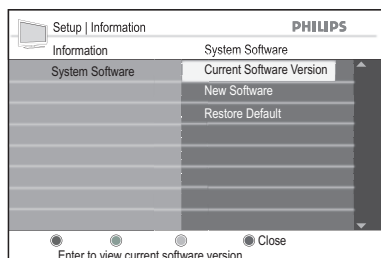 Setup | Information
PHILIPS
Information
System Software
System Software
Current Software Version
New Software
Restore Default
Close
Enter to view current software version